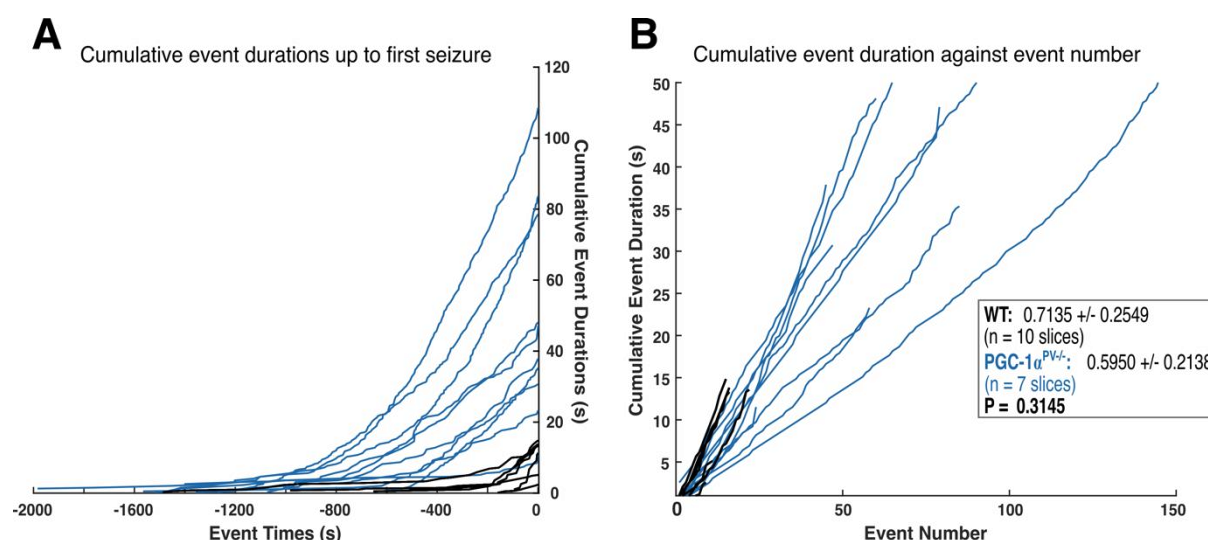 A
Cumulative event durations up to first seizure
120
100
80
60
40
20
0
Cumulative Event Durations (s)
-2000
-1600
-1200
-800
-400
0
Event Times (s)
B
Cumulative event duration against event number
50
45
40
35
30
25
20
15
10
5
Cumulative Event Duration (s)
0
50
100
150
Event Number
WT: 0.7135 +/- 0.2549
(n = 10 slices)
PGC-1α^PV-/-: 0.5950 +/- 0.2138
(n = 7 slices)
P = 0.3145